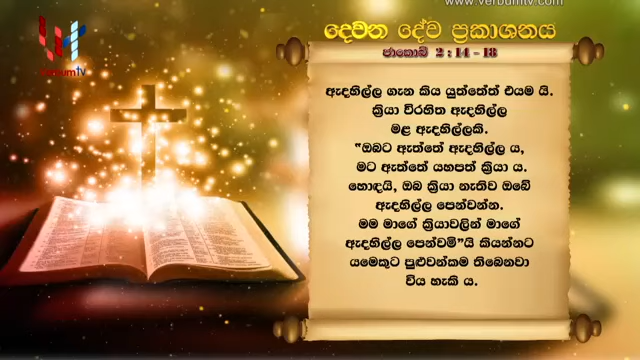 www.verbumtv.com
verbumtv
දෙවන දේව ප්‍රකාශනය
ජාකොබ් 2 : 14 - 18
ඇදහිල්ල ගැන කිය යුත්තේත් එයම යි.
ක්‍රියා විරහිත ඇදහිල්ල
මළ ඇදහිල්ලකි.
"ඔබට ඇත්තේ ඇදහිල්ල ය,
මට ඇත්තේ යහපත් ක්‍රියා ය.
හොඳයි, ඔබ ක්‍රියා නැතිව ඔබේ
ඇදහිල්ල පෙන්වන්න.
මම මාගේ ක්‍රියාවලින් මාගේ
ඇදහිල්ල පෙන්වමි"යි කියන්නට
යමෙකුට පුළුවන්කම තිබෙනවා
විය හැකි ය.